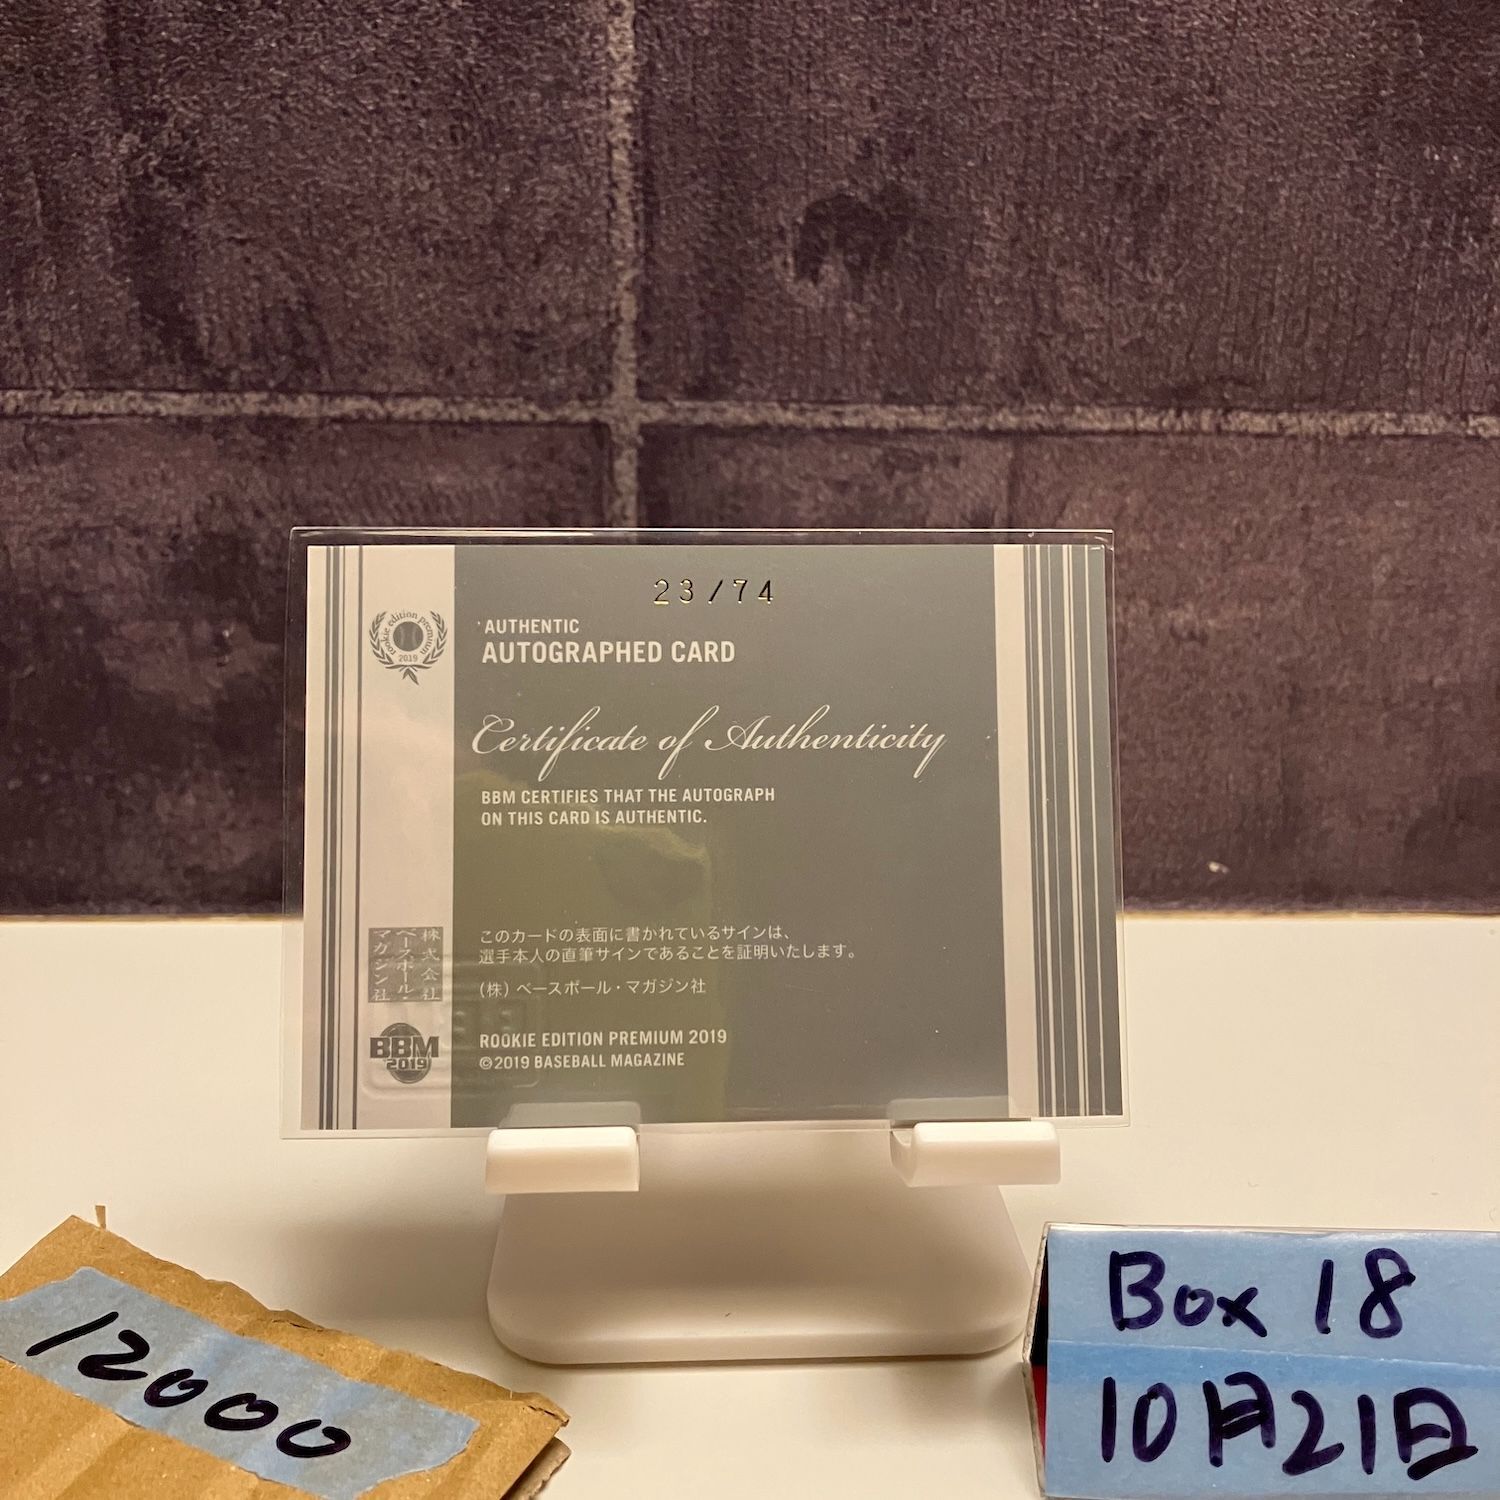 23/74
AUTHENTIC
AUTOGRAPHED CARD
rookie edition premium
2019
Certificate of Authenticity
BBM CERTIFIES THAT THE AUTOGRAPH
ON THIS CARD IS AUTHENTIC.
このカードの表面に書かれているサインは、
選手本人の直筆サインであることを証明いたします。
(株)ベースボール・マガジン社
株式会社
ベースボール・
マガジン社
BBM
2019
ROOKIE EDITION PREMIUM 2019
©2019 BASEBALL MAGAZINE
12000
Box 18
10月21日